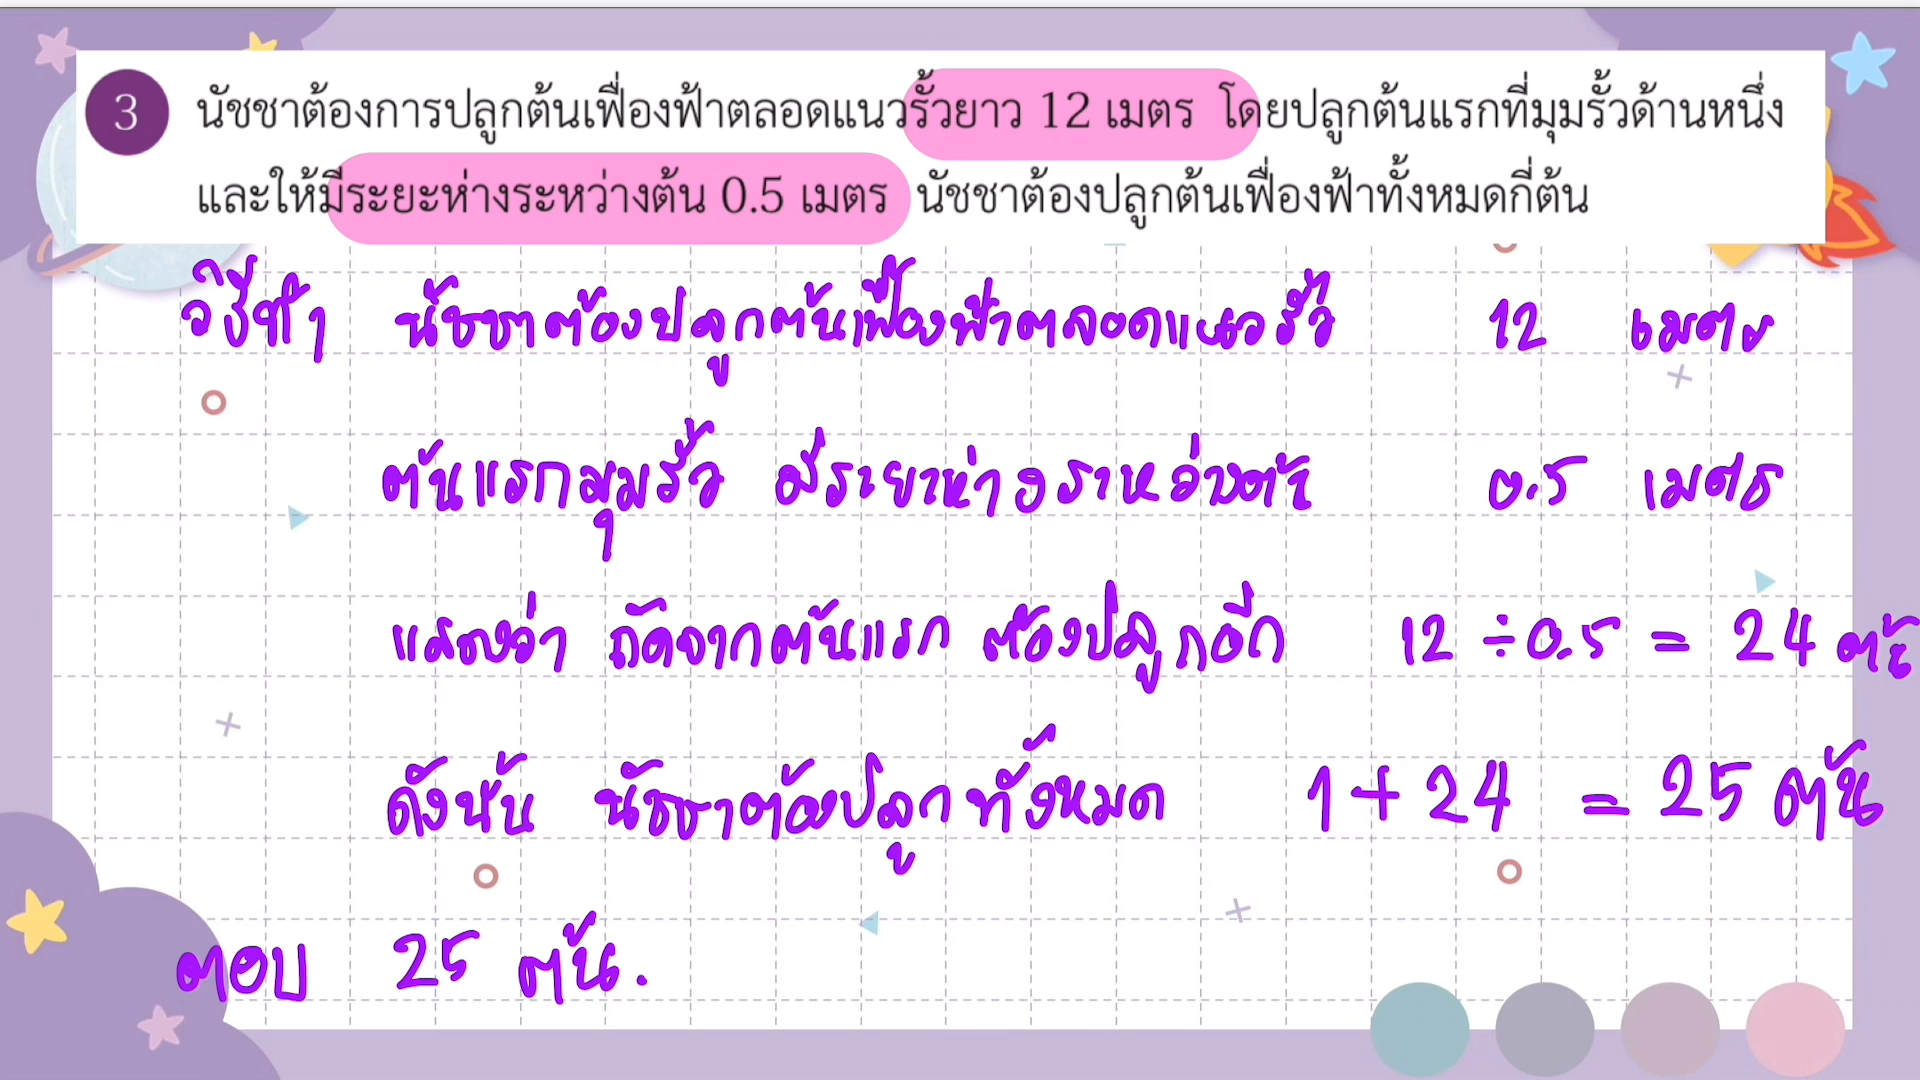 3 นัชชาต้องการปลูกต้นเฟื่องฟ้าตลอดแนวรั้วยาว 12 เมตร โดยปลูกต้นแรกที่มุมรั้วด้านหนึ่ง
และให้มีระยะห่างระหว่างต้น 0.5 เมตร นัชชาต้องปลูกต้นเฟื่องฟ้าทั้งหมดกี่ต้น
วิธีทำ นัชชาต้องปลูกต้นเฟื้องฟ้าตลอดแนวรั้ว 12 เมตร
ต้นแรกมุมรั้ว มีระยะห่างระหว่างต้น 0.5 เมตร
แสดงว่า ถัดจากต้นแรก ต้องปลูกอีก 12 ÷ 0.5 = 24 ต้น
ดังนั้น นัชชาต้องปลูกทั้งหมด 1 + 24 = 25 ต้น
ตอบ 25 ต้น.